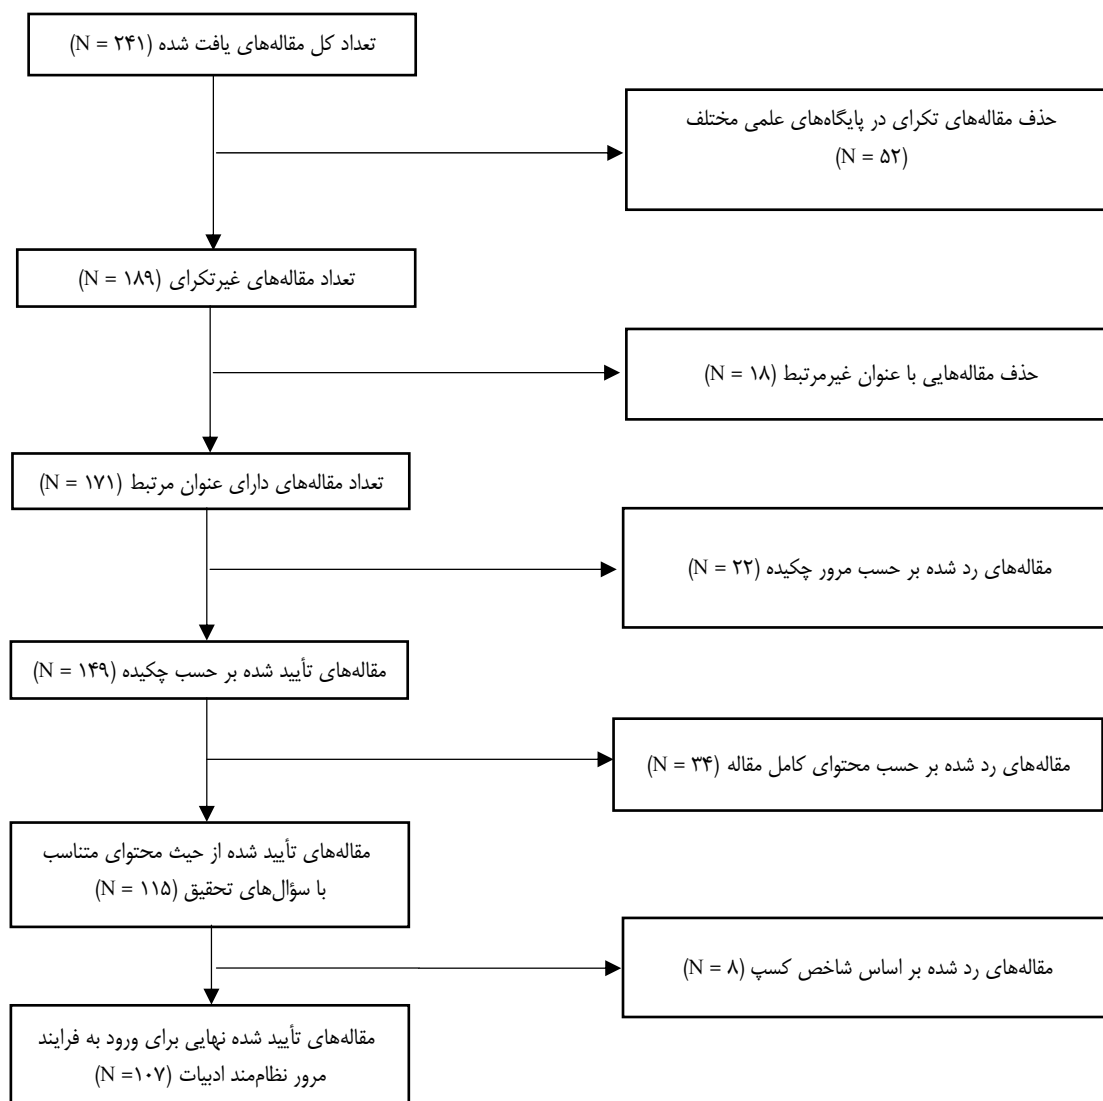 تعداد کل مقاله‌های یافت شده (N = ۲۴۱)
حذف مقاله‌های تکرای در پایگاه‌های علمی مختلف
(N = ۵۲)
تعداد مقاله‌های غیرتکرای (N = ۱۸۹)
حذف مقاله‌هایی با عنوان غیرمرتبط (N = ۱۸)
تعداد مقاله‌های دارای عنوان مرتبط (N = ۱۷۱)
مقاله‌های رد شده بر حسب مرور چکیده (N = ۲۲)
مقاله‌های تأیید شده بر حسب چکیده (N = ۱۴۹)
مقاله‌های رد شده بر حسب محتوای کامل مقاله (N = ۳۴)
مقاله‌های تأیید شده از حیث محتوای متناسب
با سؤال‌های تحقیق (N = ۱۱۵)
مقاله‌های رد شده بر اساس شاخص کسپ (N = ۸)
مقاله‌های تأیید شده نهایی برای ورود به فرایند
مرور نظام‌مند ادبیات (N =۱۰۷)